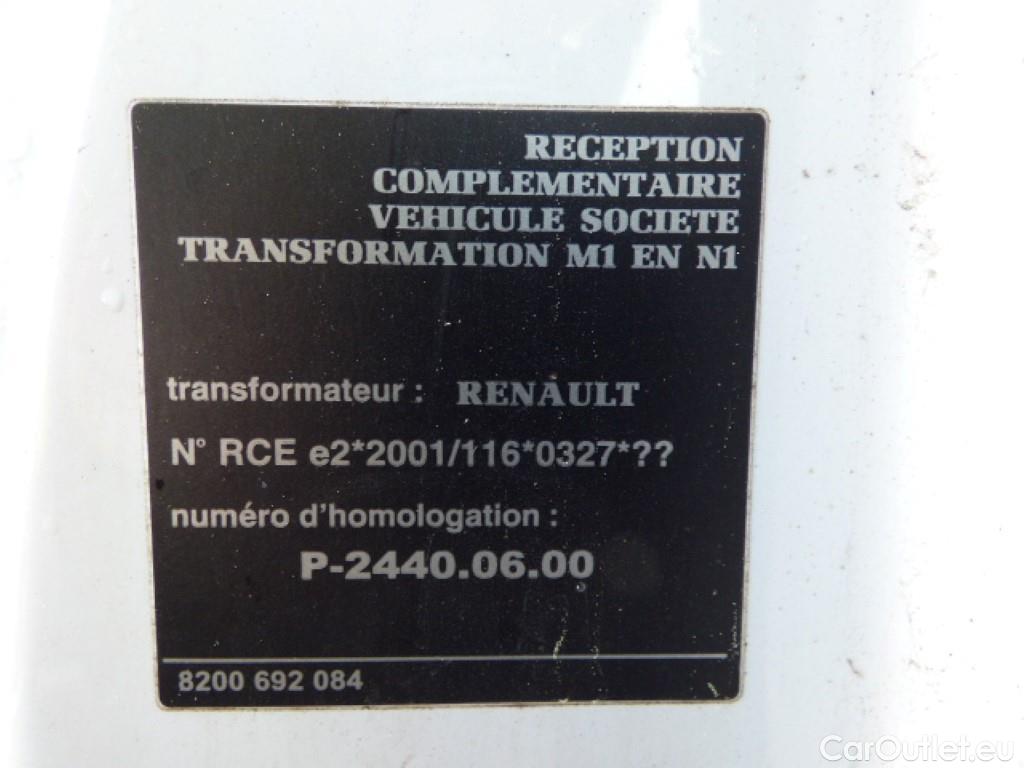 RECEPTION
COMPLEMENTAIRE
VEHICULE SOCIETE
TRANSFORMATION M1 EN N1
transformateur : RENAULT
N° RCE e2*2001/116*0327*??
numéro d'homologation :
P-2440.06.00
8200 692 084
CarOutlet.eu